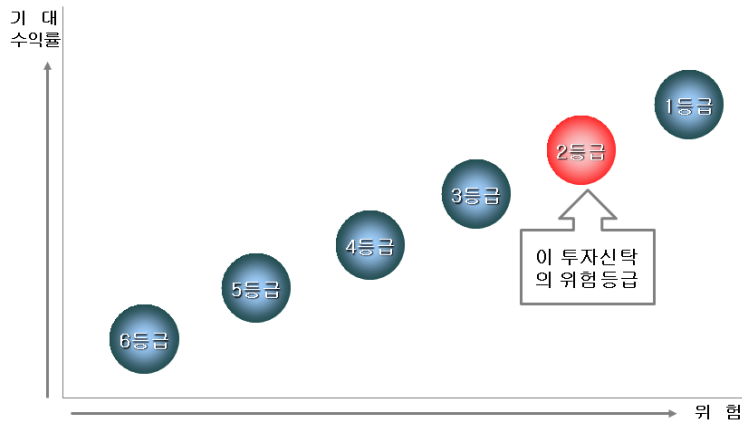 기 대
수익률
1등급
2등급
3등급
4등급
이 투자신탁
의 위험등급
5등급
6등급
위 험